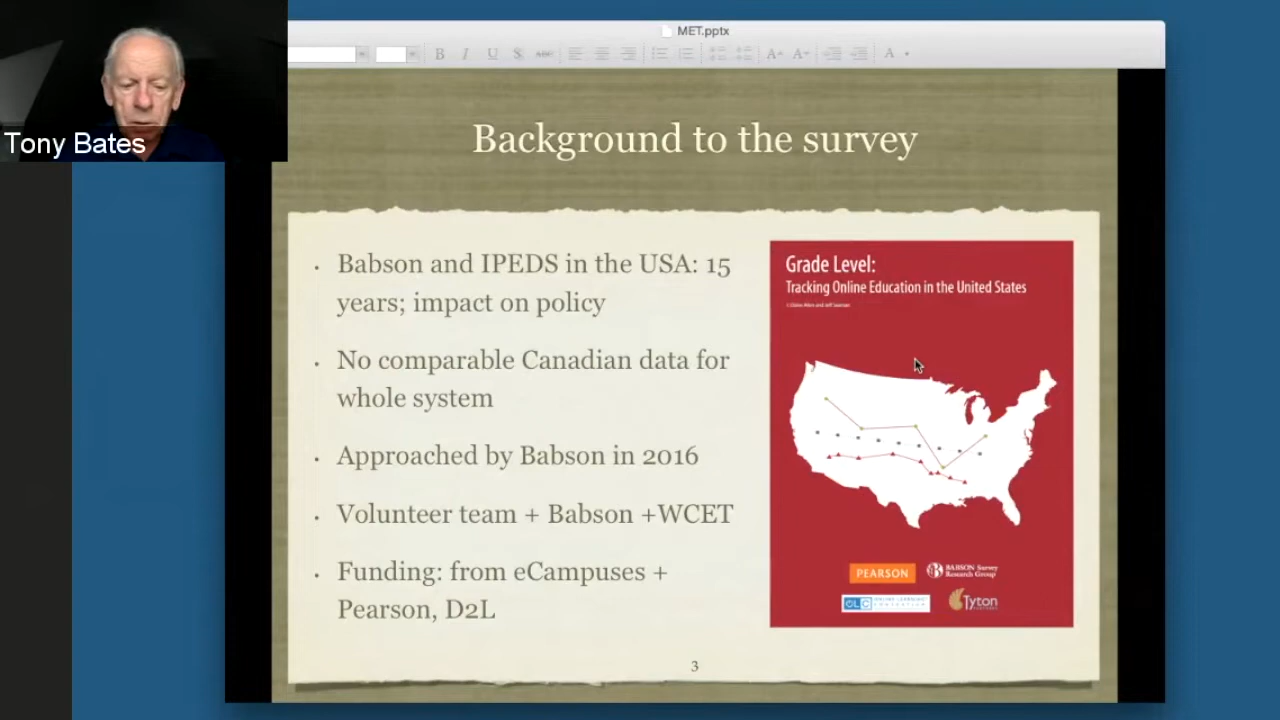 MET.pptx
B I U S ABC
A A
A
Tony Bates
Background to the survey
Babson and IPEDS in the USA: 15
years; impact on policy
No comparable Canadian data for
whole system
Approached by Babson in 2016
Volunteer team + Babson +WCET
Funding: from eCampuses +
Pearson, D2L
Grade Level:
Tracking Online Education in the United States
PEARSON
BABSON Survey
Research Group
OLC
Tyton
3